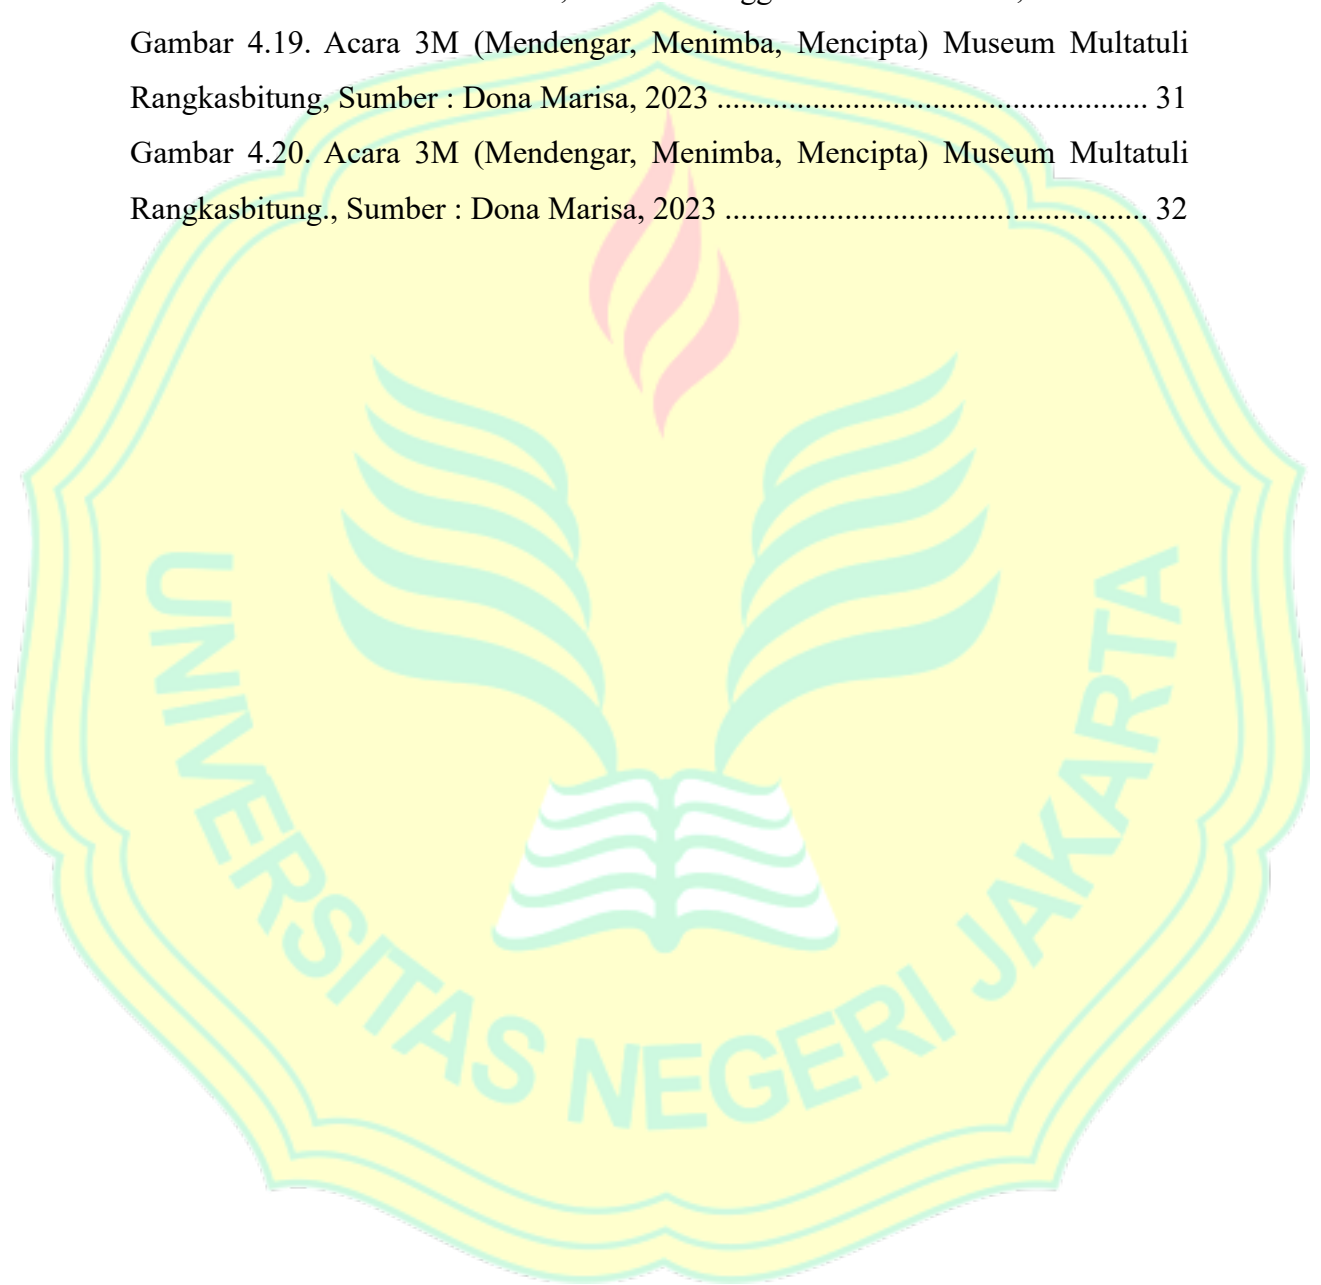 Gambar 4.19. Acara 3M (Mendengar, Menimba, Mencipta) Museum Multatuli
Rangkasbitung, Sumber : Dona Marisa, 2023 ...................................................... 31
Gambar 4.20. Acara 3M (Mendengar, Menimba, Mencipta) Museum Multatuli
Rangkasbitung., Sumber : Dona Marisa, 2023 ..................................................... 32
UNIVERSITAS NEGERI JAKARTA